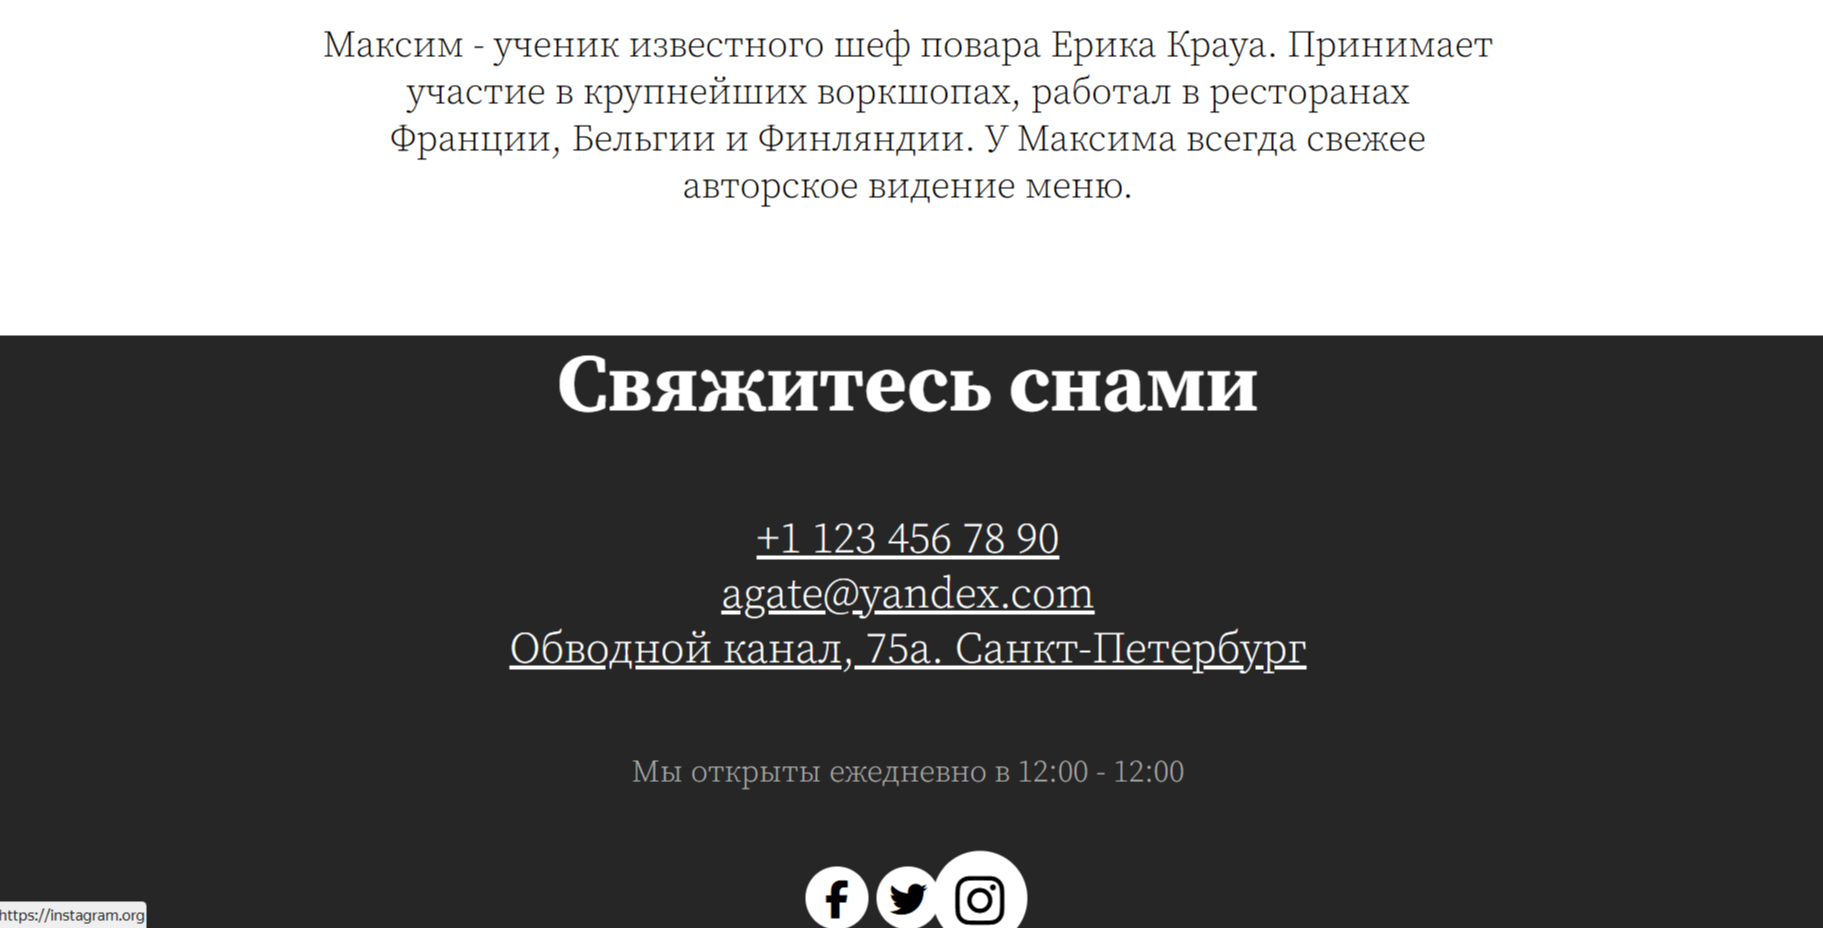 Максим - ученик известного шеф повара Ерика Крауа. Принимает
участие в крупнейших воркшопах, работал в ресторанах
Франции, Бельгии и Финляндии. У Максима всегда свежее
авторское видение меню.
Свяжитесь снами
+1 123 456 78 90
agate@yandex.com
Обводной канал, 75а. Санкт-Петербург
Мы открыты ежедневно в 12:00 - 12:00
https://instagram.org